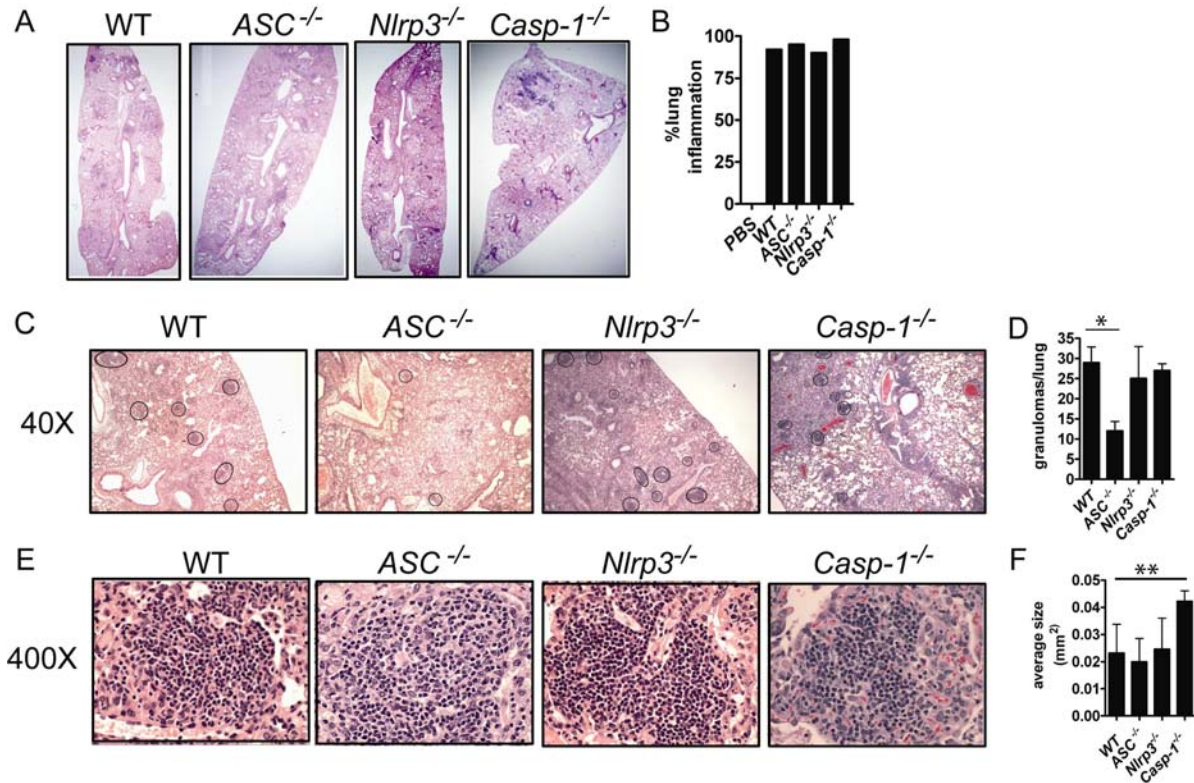 A
WT
ASC-/-
Nlrp3-/-
Casp-1-/-
B
%lung
inflammation
100
75
50
25
0
PBS
WT
ASC-/-
Nlrp3-/-
Casp-1-/-
C
WT
ASC-/-
Nlrp3-/-
Casp-1-/-
40X
D
*
granulomas/lung
35
30
25
20
15
10
5
0
WT
ASC-/-
Nlrp3-/-
Casp-1-/-
E
WT
ASC-/-
Nlrp3-/-
Casp-1-/-
400X
F
**
average size
(mm²)
0.05
0.04
0.03
0.02
0.01
0.00
WT
ASC-/-
Nlrp3-/-
Casp-1-/-